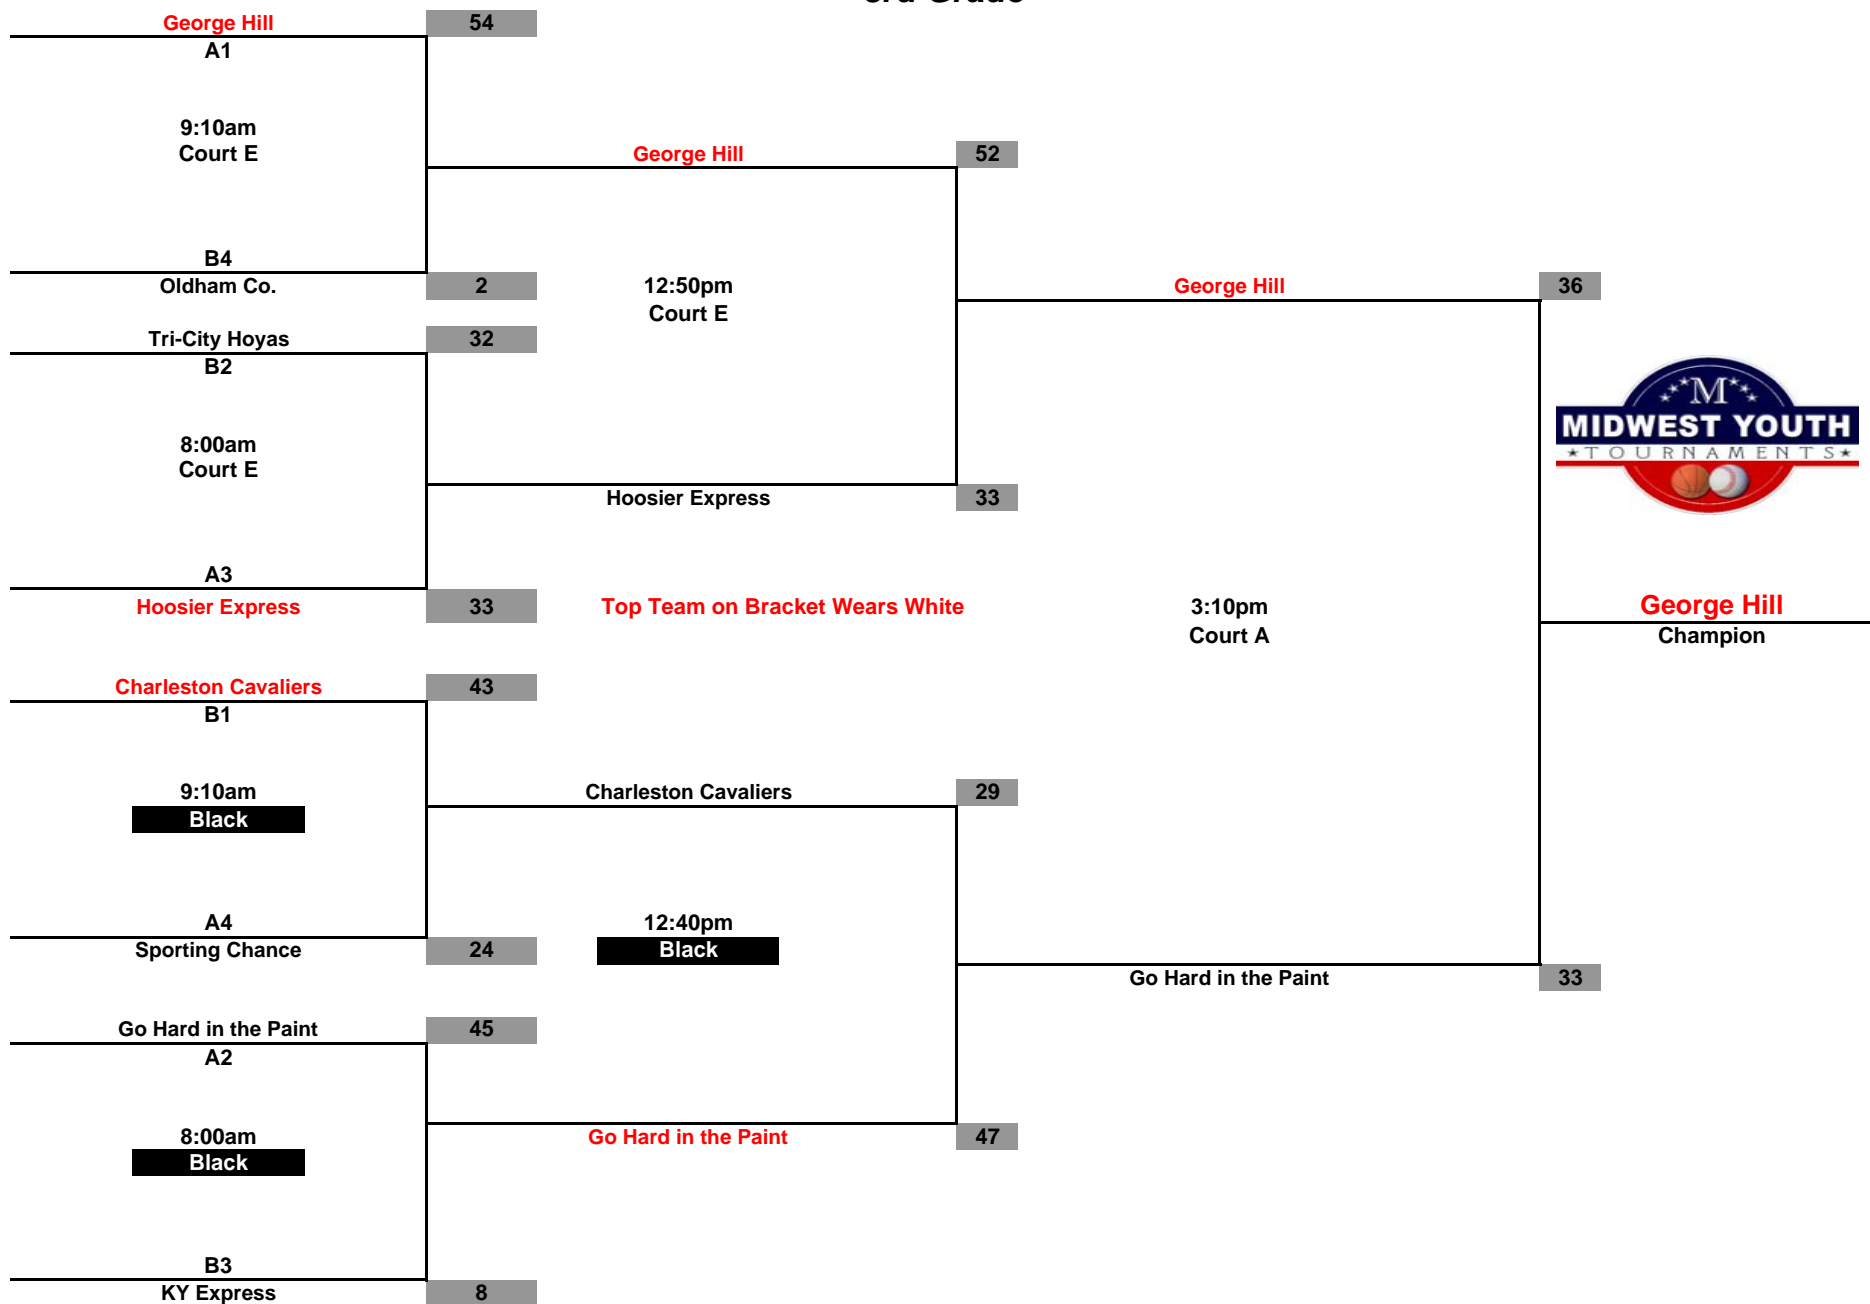 George Hill 54
A1
9:10am
Court E
George Hill 52
B4
Oldham Co. 2
12:50pm
Court E
George Hill 36
Tri-City Hoyas 32
B2
8:00am
Court E
M
MIDWEST YOUTH
TOURNAMENTS
Hoosier Express 33
A3
Hoosier Express 33
Top Team on Bracket Wears White
3:10pm
Court A
George Hill
Champion
Charleston Cavaliers 43
B1
9:10am
Black
Charleston Cavaliers 29
A4
Sporting Chance 24
12:40pm
Black
Go Hard in the Paint 33
Go Hard in the Paint 45
A2
8:00am
Black
Go Hard in the Paint 47
B3
KY Express 8